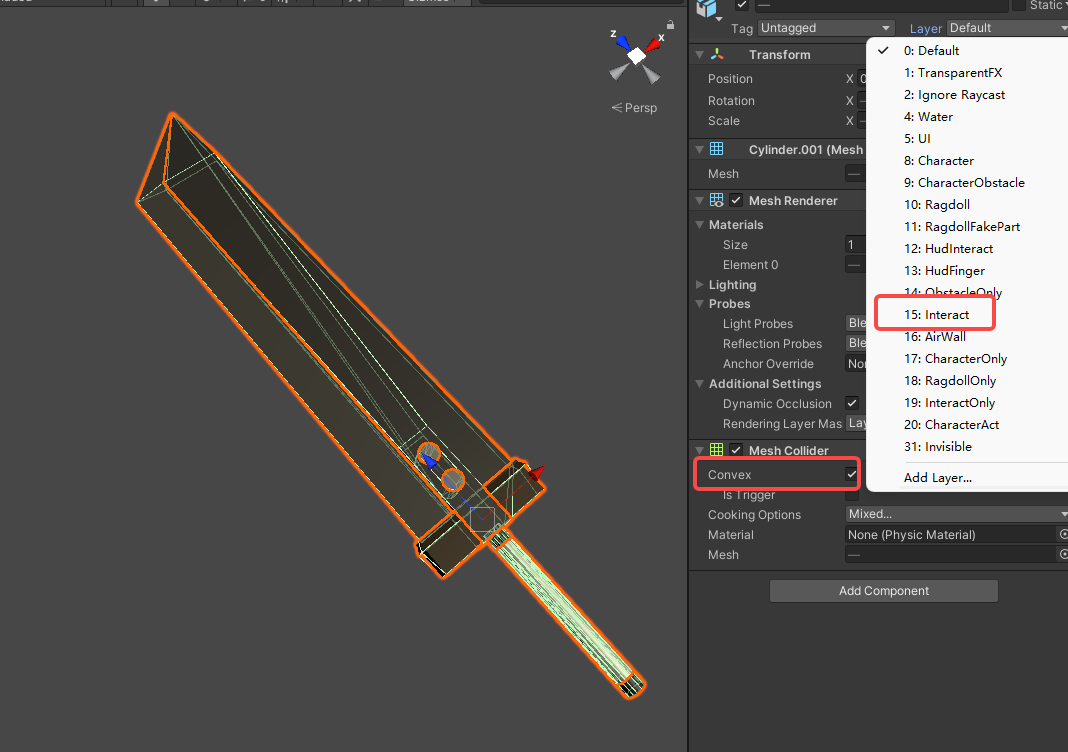 Static
Tag Untagged Layer Default
0: Default
1: TransparentFX
2: Ignore Raycast
4: Water
5: UI
8: Character
9: CharacterObstacle
10: Ragdoll
11: RagdollFakePart
12: HudInteract
13: HudFinger
14: ObstacleOnly
15: Interact
16: AirWall
17: CharacterOnly
18: RagdollOnly
19: InteractOnly
20: CharacterAct
31: Invisible
Add Layer...
z
x
Persp
Transform
Position X 0
Rotation X —
Scale X —
Cylinder.001 (Mesh
Mesh —
Mesh Renderer
Materials
Size 1
Element 0 —
Lighting
Probes
Light Probes Ble
Reflection Probes Ble
Anchor Override Nor
Additional Settings
Dynamic Occlusion
Rendering Layer Mas Lay
Mesh Collider
Convex
Is Trigger
Cooking Options Mixed...
Material None (Physic Material)
Mesh —
Add Component